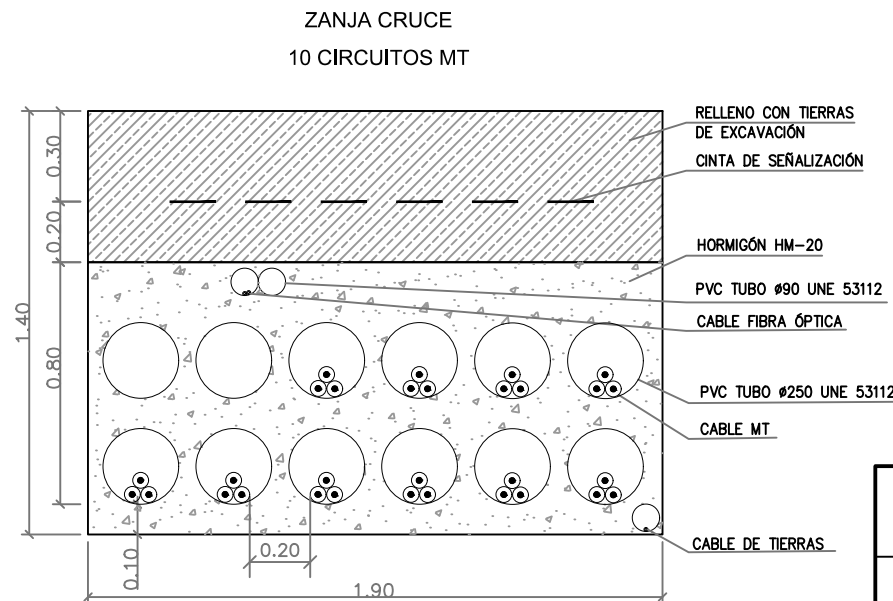 ZANJA CRUCE
10 CIRCUITOS MT
RELLENO CON TIERRAS
DE EXCAVACIÓN
CINTA DE SEÑALIZACIÓN
HORMIGÓN HM-20
PVC TUBO ø90 UNE 53112
CABLE FIBRA ÓPTICA
PVC TUBO ø250 UNE 53112
CABLE MT
CABLE DE TIERRAS
0.30
0.20
1.40
0.80
0.10
0.20
1.90